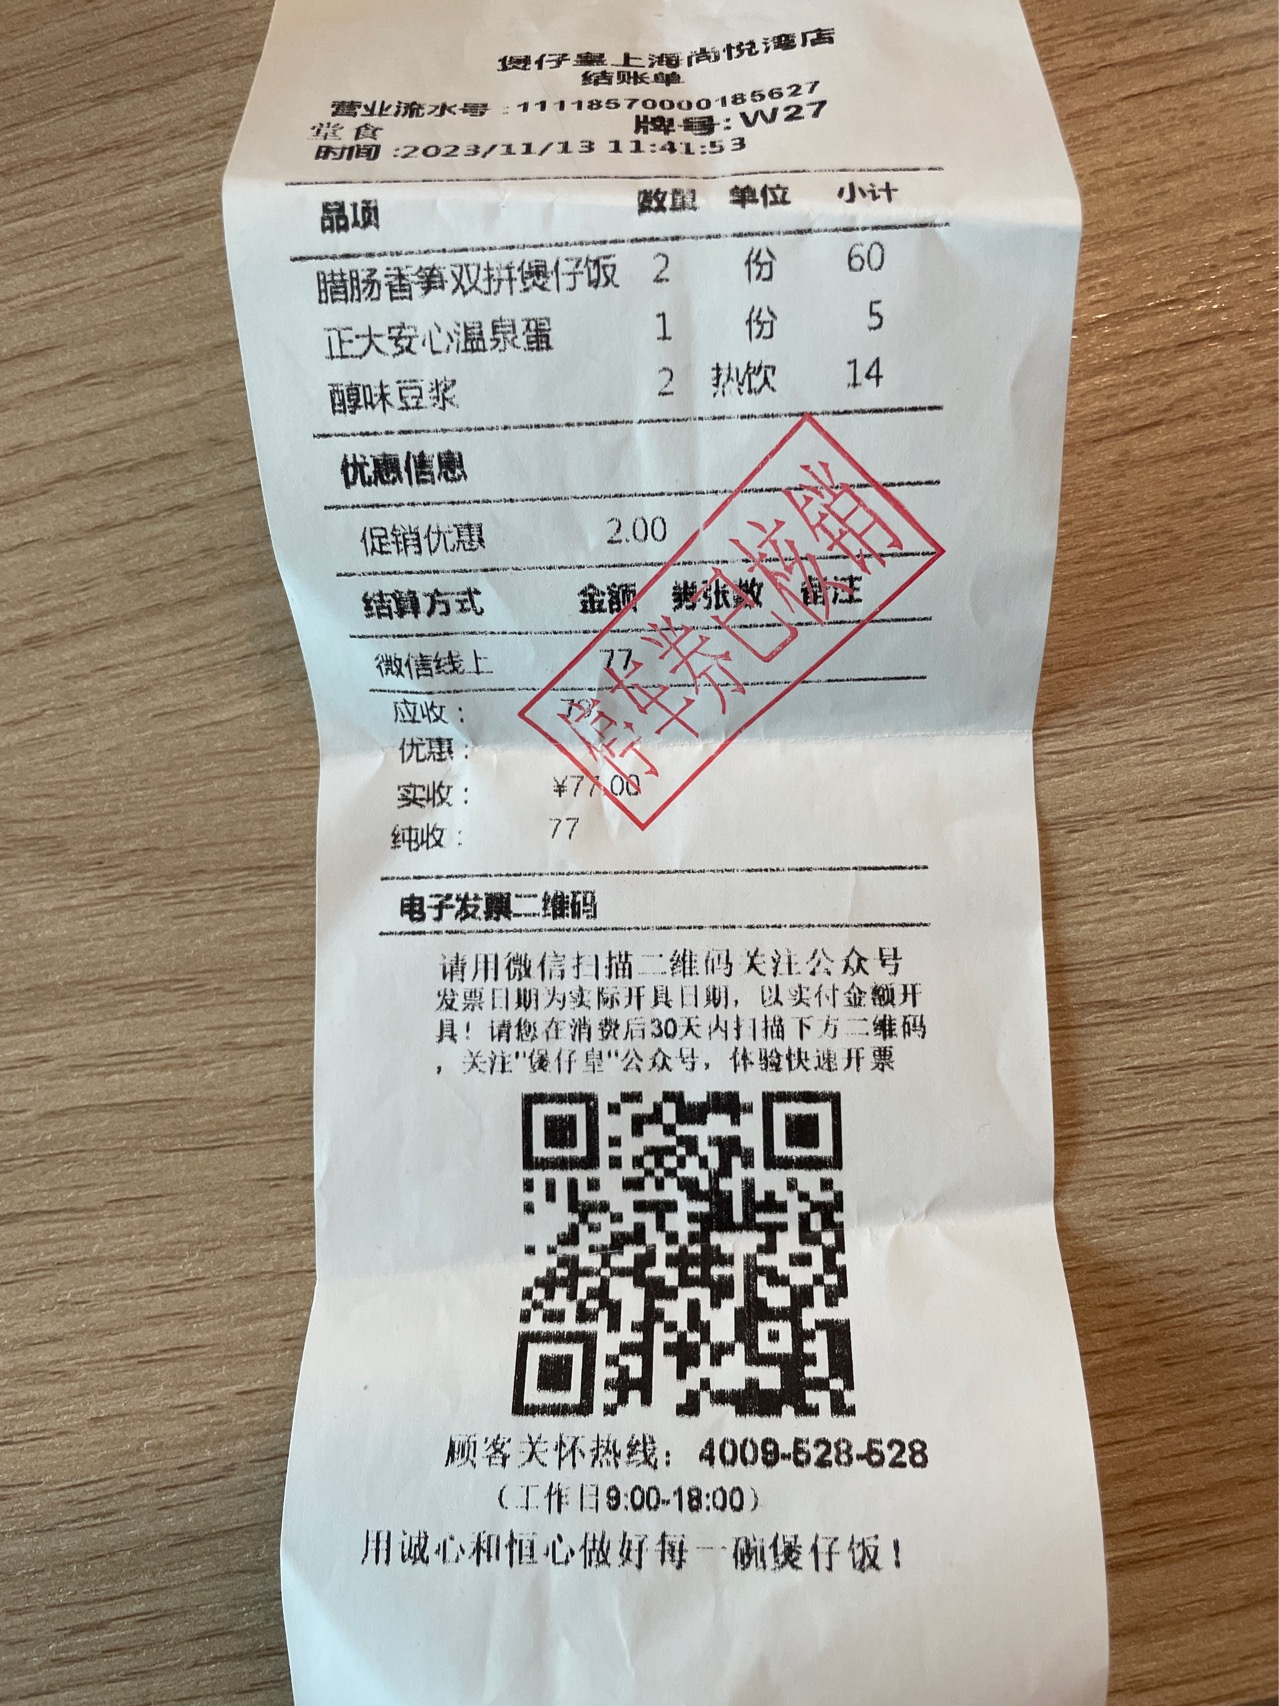 煲仔皇上海尚悦湾店
结账单
营业流水号:11118570000185627
堂食 牌号:W27
时间:2023/11/13 11:41:53
品项 数量 单位 小计
腊肠香笋双拼煲仔饭 2 份 60
正大安心温泉蛋 1 份 5
醇味豆浆 2 热饮 14
优惠信息
促销优惠 2.00
结算方式 金额 券张数 备注
微信线上 77
停车券已核销
应收: 79
优惠:
实收: ¥77.00
纯收: 77
电子发票二维码
请用微信扫描二维码关注公众号
发票日期为实际开具日期，以实付金额开
具！请您在消费后30天内扫描下方二维码
，关注"煲仔皇"公众号，体验快速开票
顾客关怀热线：4009-528-528
（工作日9:00-18:00）
用诚心和恒心做好每一碗煲仔饭！